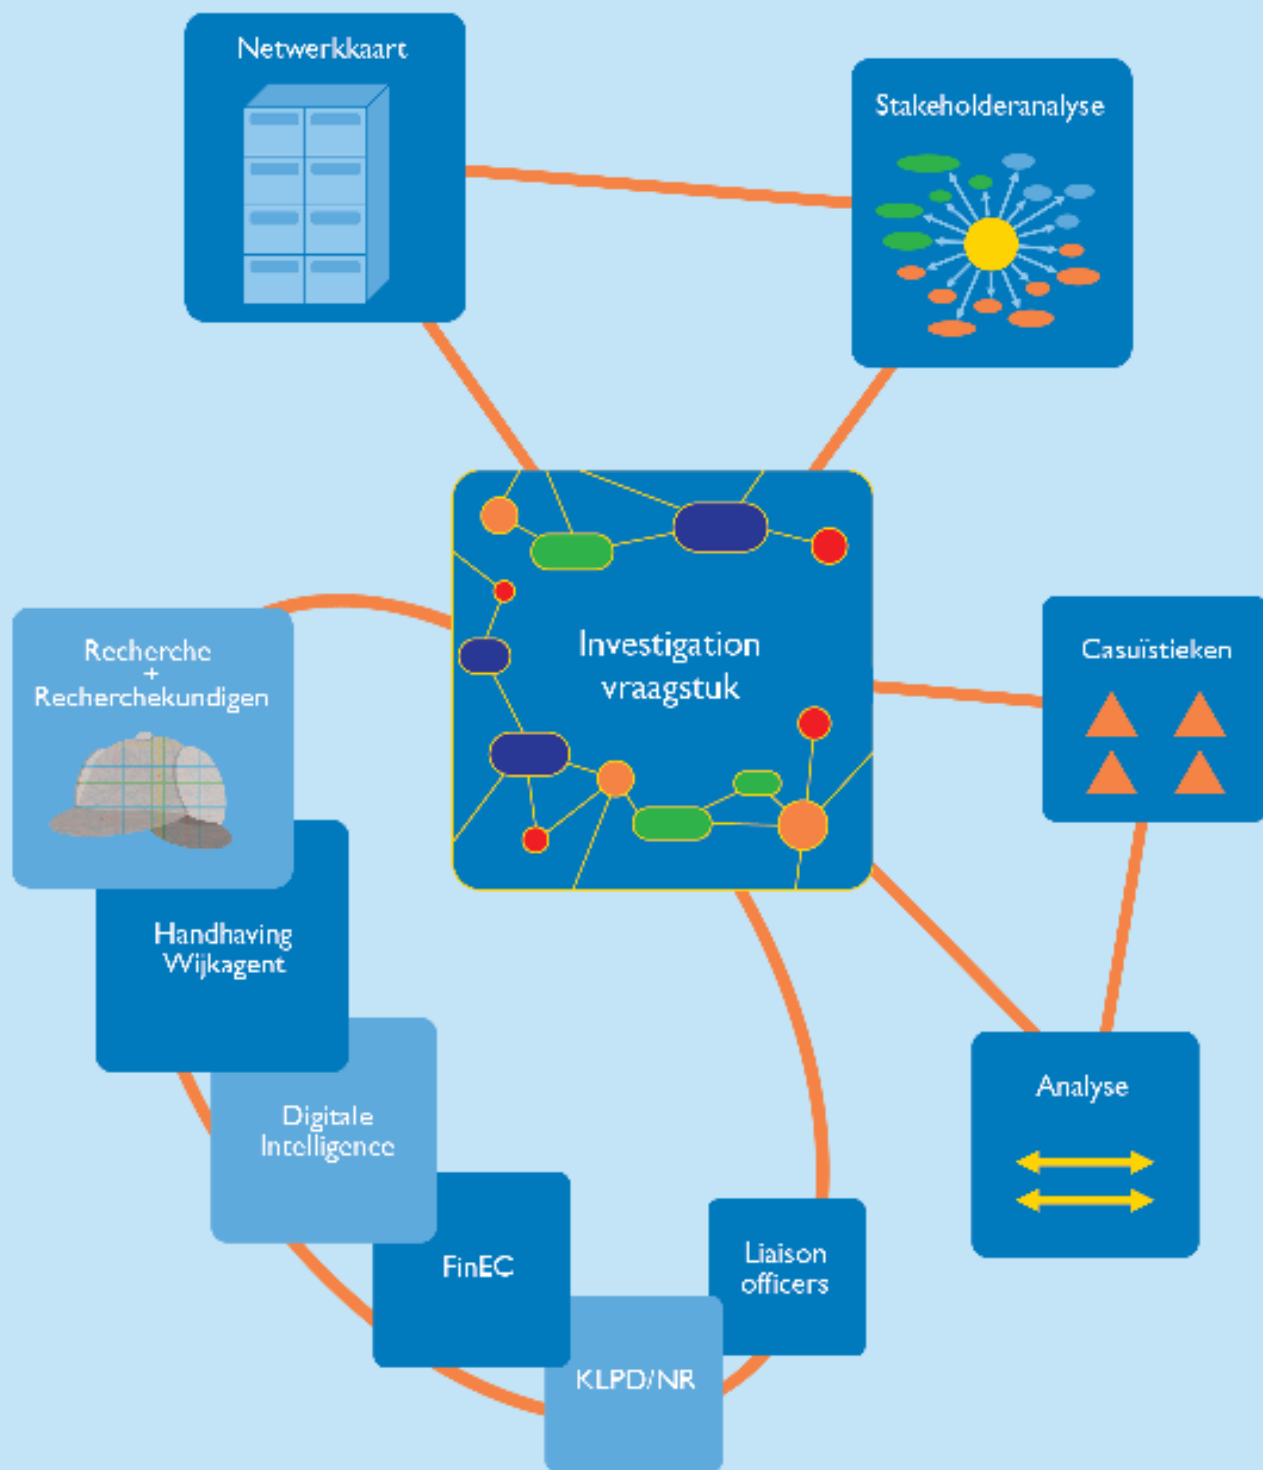 Netwerkkaart
Stakeholderanalyse
Investigation
vraagstuk
Recherche
+
Recherchekundigen
Casuïstieken
Handhaving
Wijkagent
Analyse
Digitale
Intelligence
FinEC
Liaison
officers
KLPD/NR